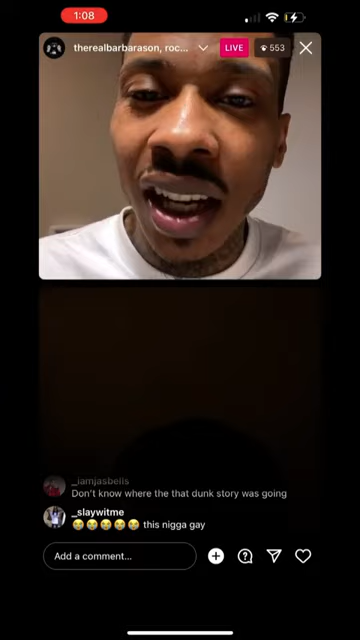 1:08
therealbarbarason, roc...
LIVE
553
_iamjasbells
Don't know where the that dunk story was going
_slaywitme
😂😂😂😂😂 this nigga gay
Add a comment...